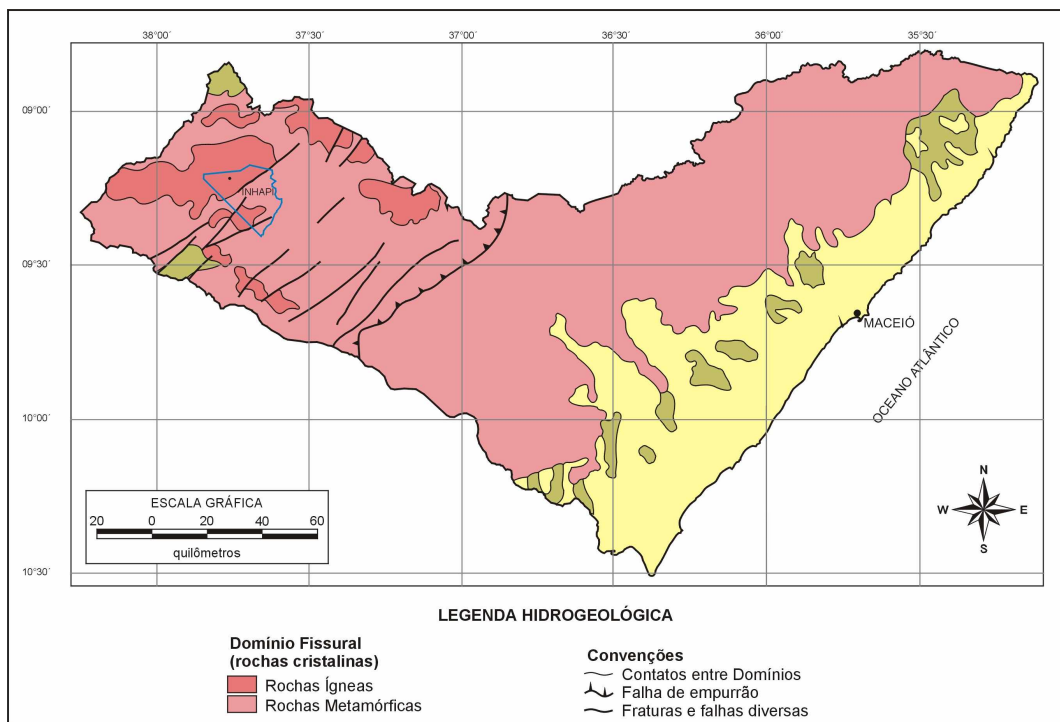 38°00´ 37°30´ 37°00´ 36°30´ 36°00´ 35°30´
09°00´
INHAPI
09°30´
MACEIÓ
OCEANO ATLÂNTICO
10°00´
ESCALA GRÁFICA
20 0 20 40 60
quilômetros
N
W E
S
10°30´
LEGENDA HIDROGEOLÓGICA
Domínio Fissural
(rochas cristalinas)
Rochas Ígneas
Rochas Metamórficas
Convenções
Contatos entre Domínios
Falha de empurrão
Fraturas e falhas diversas